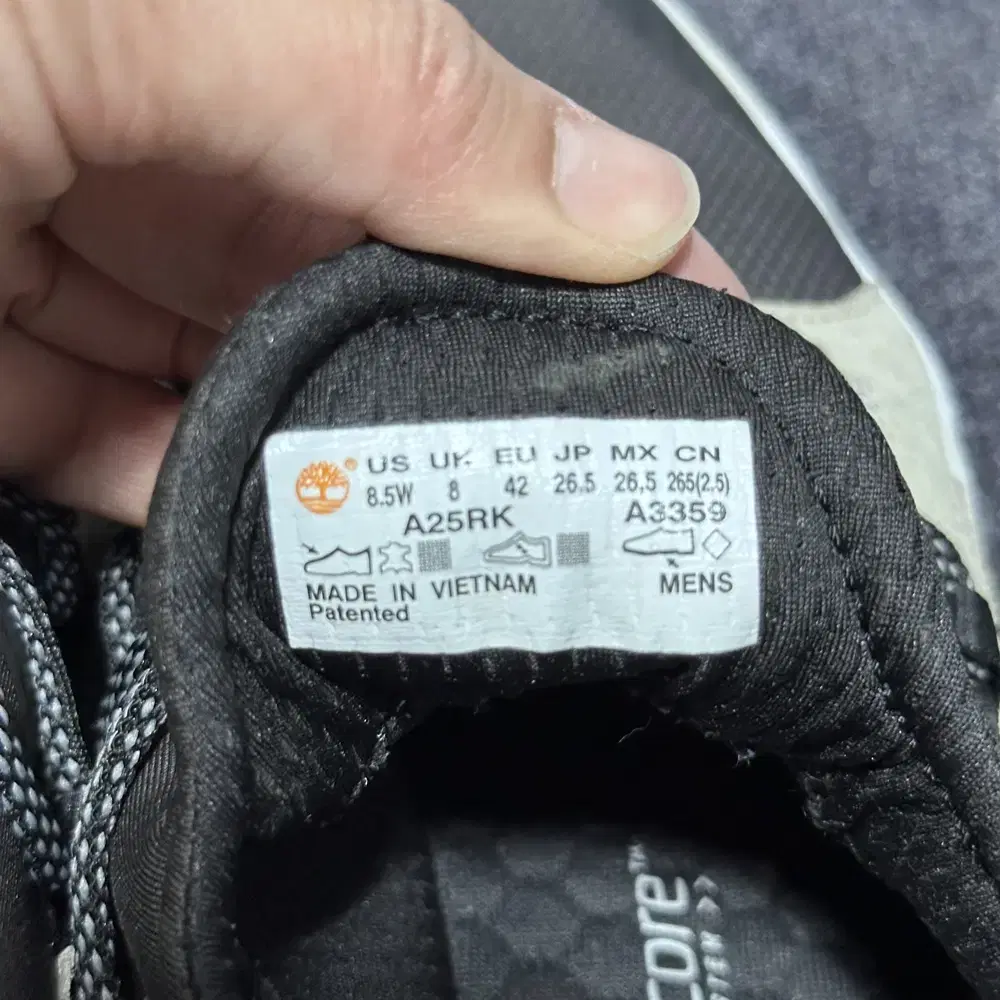 ® US UK EU JP MX CN
8.5W 8 42 26.5 26.5 265(2.5)
A25RK A3359
MADE IN VIETNAM MENS
Patented
core™